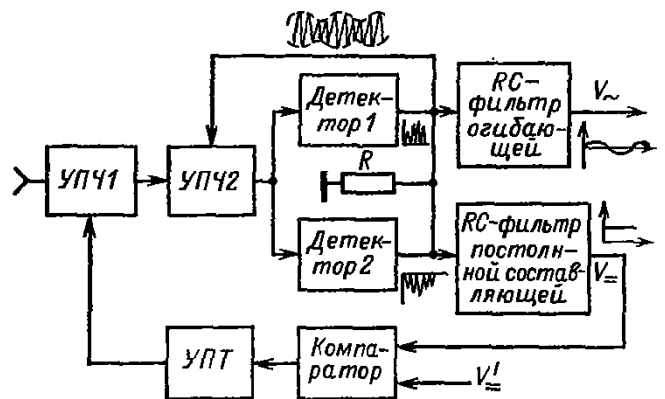 Детек-
тор 1
RC-
фильтр
огибаю-
щей
V~
R
УПЧ1
УПЧ2
Детек-
тор 2
RC-фильтр
постоян-
ной состав-
ляющей
V=
УПТ
Компа-
ратор
V='